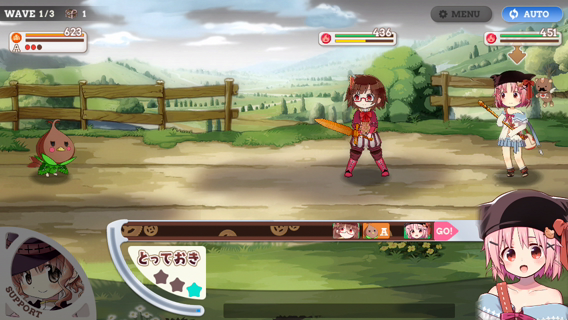 WAVE 1/3 1
MENU
AUTO
623
A
436
451
A
GO!
とっておき
SUPPORT